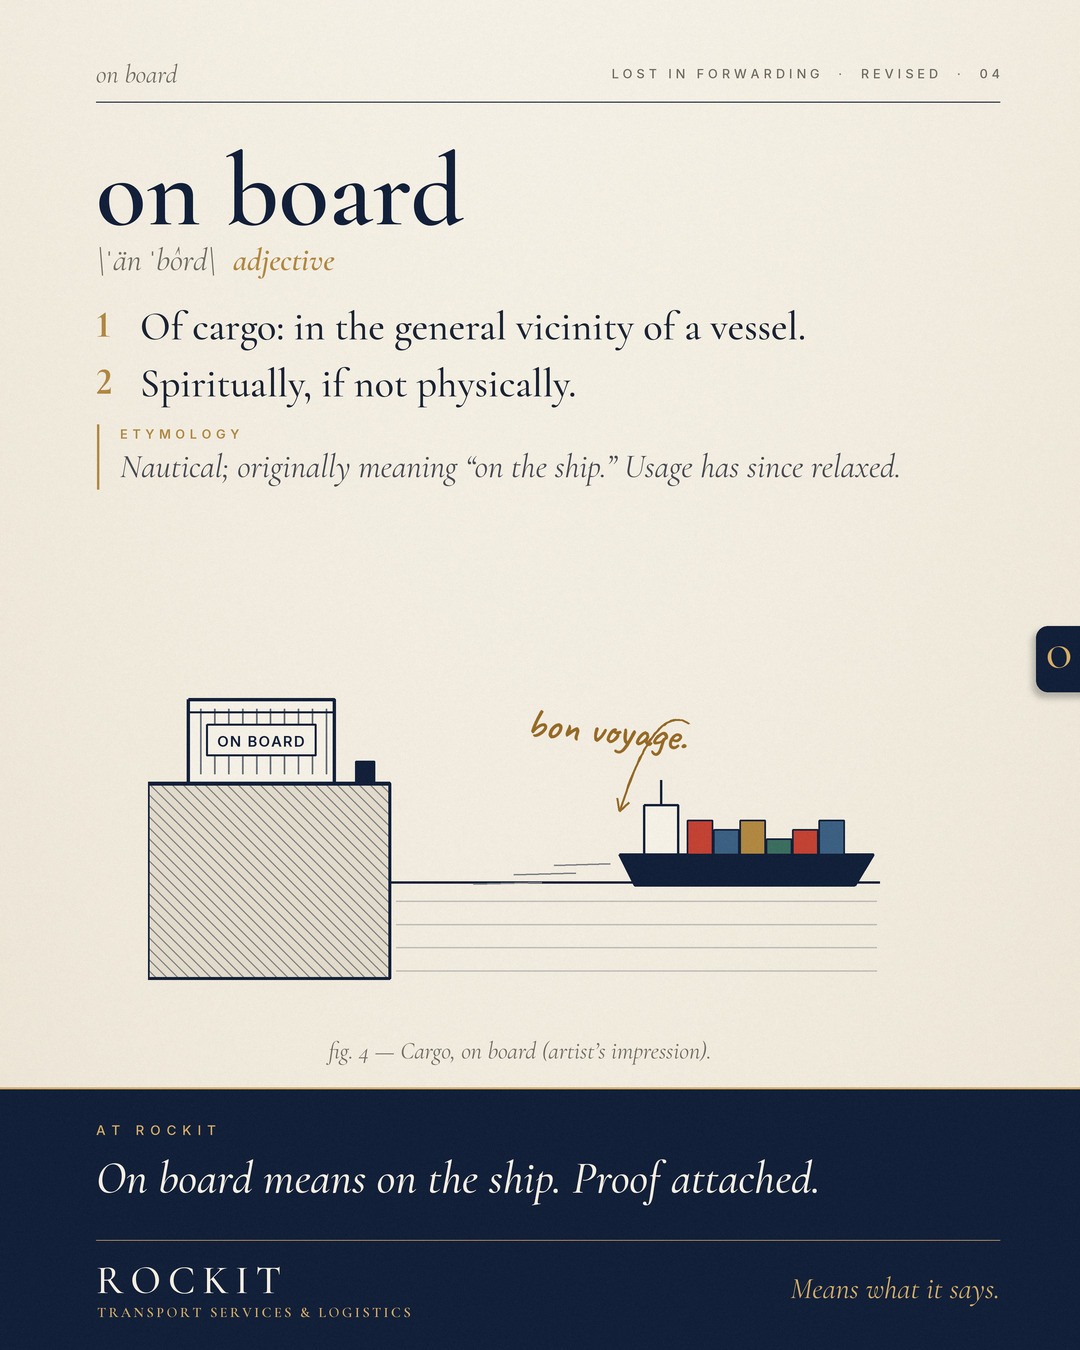 on board
LOST IN FORWARDING · REVISED · 04
on board
\ˈän ˈbôrd\ adjective
1 Of cargo: in the general vicinity of a vessel.
2 Spiritually, if not physically.
ETYMOLOGY
Nautical; originally meaning “on the ship.” Usage has since relaxed.
O
ON BOARD
bon voyage.
fig. 4 — Cargo, on board (artist’s impression).
AT ROCKIT
On board means on the ship. Proof attached.
ROCKIT
TRANSPORT SERVICES & LOGISTICS
Means what it says.